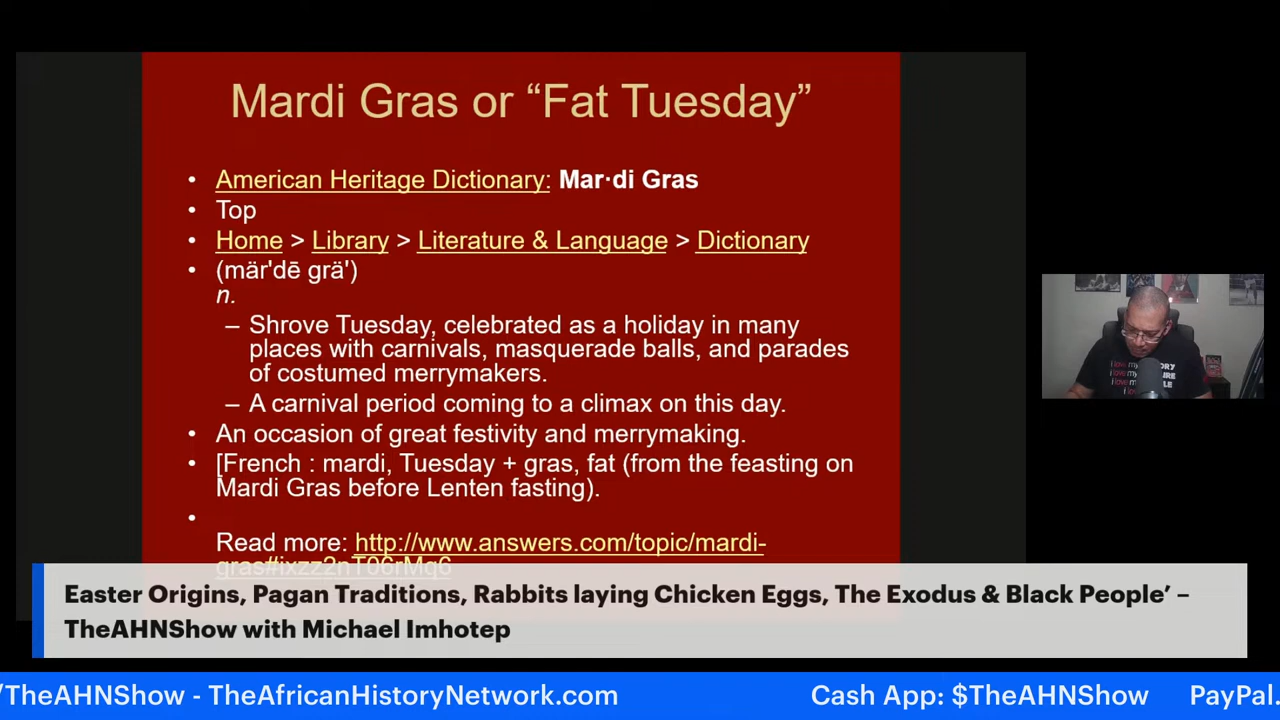 Mardi Gras or “Fat Tuesday”
• American Heritage Dictionary: Mar·di Gras
• Top
• Home > Library > Literature & Language > Dictionary
• (mär'dē grä')
n.
– Shrove Tuesday, celebrated as a holiday in many
places with carnivals, masquerade balls, and parades
of costumed merrymakers.
– A carnival period coming to a climax on this day.
• An occasion of great festivity and merrymaking.
• [French : mardi, Tuesday + gras, fat (from the feasting on
Mardi Gras before Lenten fasting).
•
Read more: http://www.answers.com/topic/mardi-
gras#ixzz2nT06rMq6
Easter Origins, Pagan Traditions, Rabbits laying Chicken Eggs, The Exodus & Black People’ –
TheAHNShow with Michael Imhotep
/TheAHNShow - TheAfricanHistoryNetwork.com Cash App: $TheAHNShow PayPal.